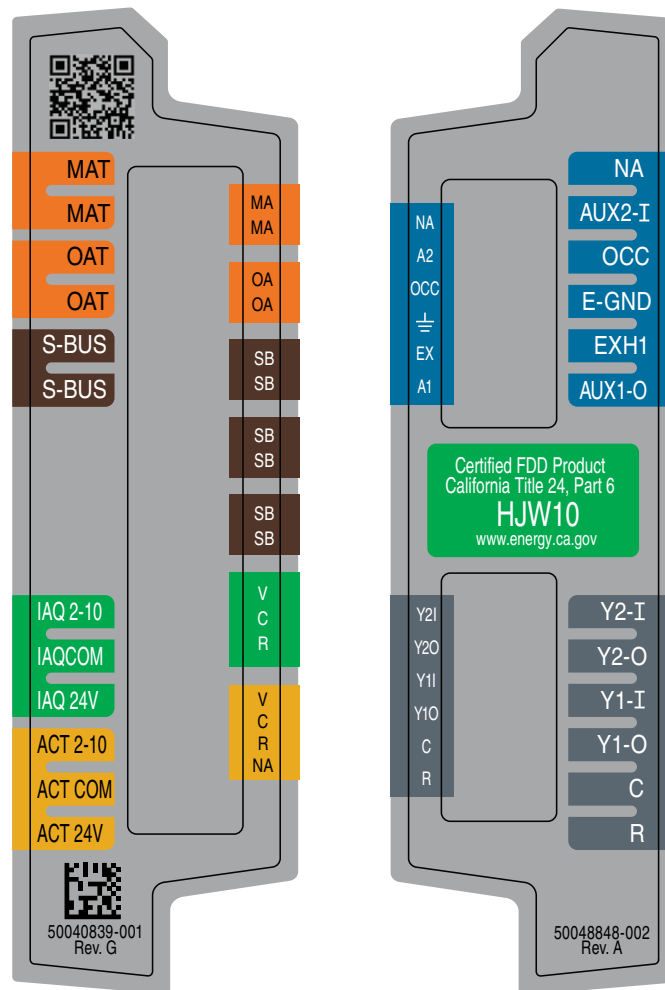 MAT
MAT
OAT
OAT
S-BUS
S-BUS
IAQ 2-10
IAQCOM
IAQ 24V
ACT 2-10
ACT COM
ACT 24V
50040839-001
Rev. G
MA
MA
OA
OA
SB
SB
SB
SB
SB
SB
V
C
R
V
C
R
NA
NA
A2
OCC
EX
A1
NA
AUX2-I
OCC
E-GND
EXH1
AUX1-O
Certified FDD Product
California Title 24, Part 6
HJW10
www.energy.ca.gov
Y2I
Y2O
Y1I
Y1O
C
R
Y2-I
Y2-O
Y1-I
Y1-O
C
R
50048848-002
Rev. A